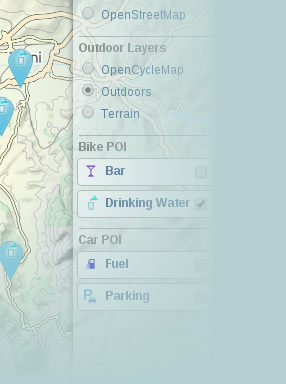 OpenStreetMap
Outdoor Layers
OpenCycleMap
Outdoors
Terrain
Bike POI
Bar
Drinking Water
Car POI
Fuel
Parking